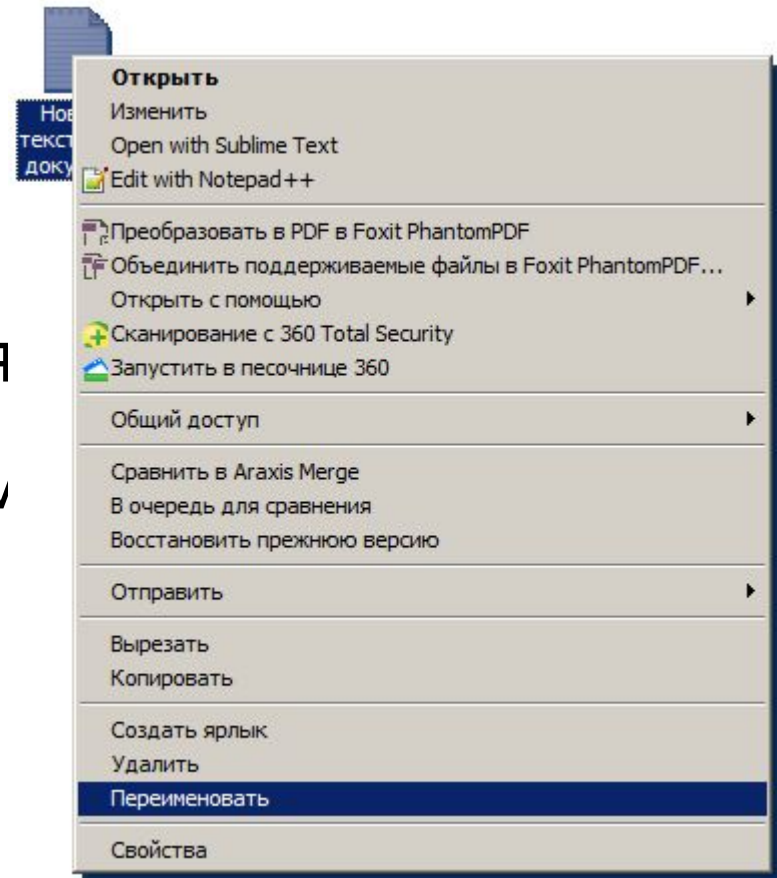 Открыть
Изменить
Open with Sublime Text
Edit with Notepad++
Преобразовать в PDF в Foxit PhantomPDF
Объединить поддерживаемые файлы в Foxit PhantomPDF...
Открыть с помощью
Сканирование с 360 Total Security
Запустить в песочнице 360
Общий доступ
Сравнить в Araxis Merge
В очередь для сравнения
Восстановить прежнюю версию
Отправить
Вырезать
Копировать
Создать ярлык
Удалить
Переименовать
Свойства